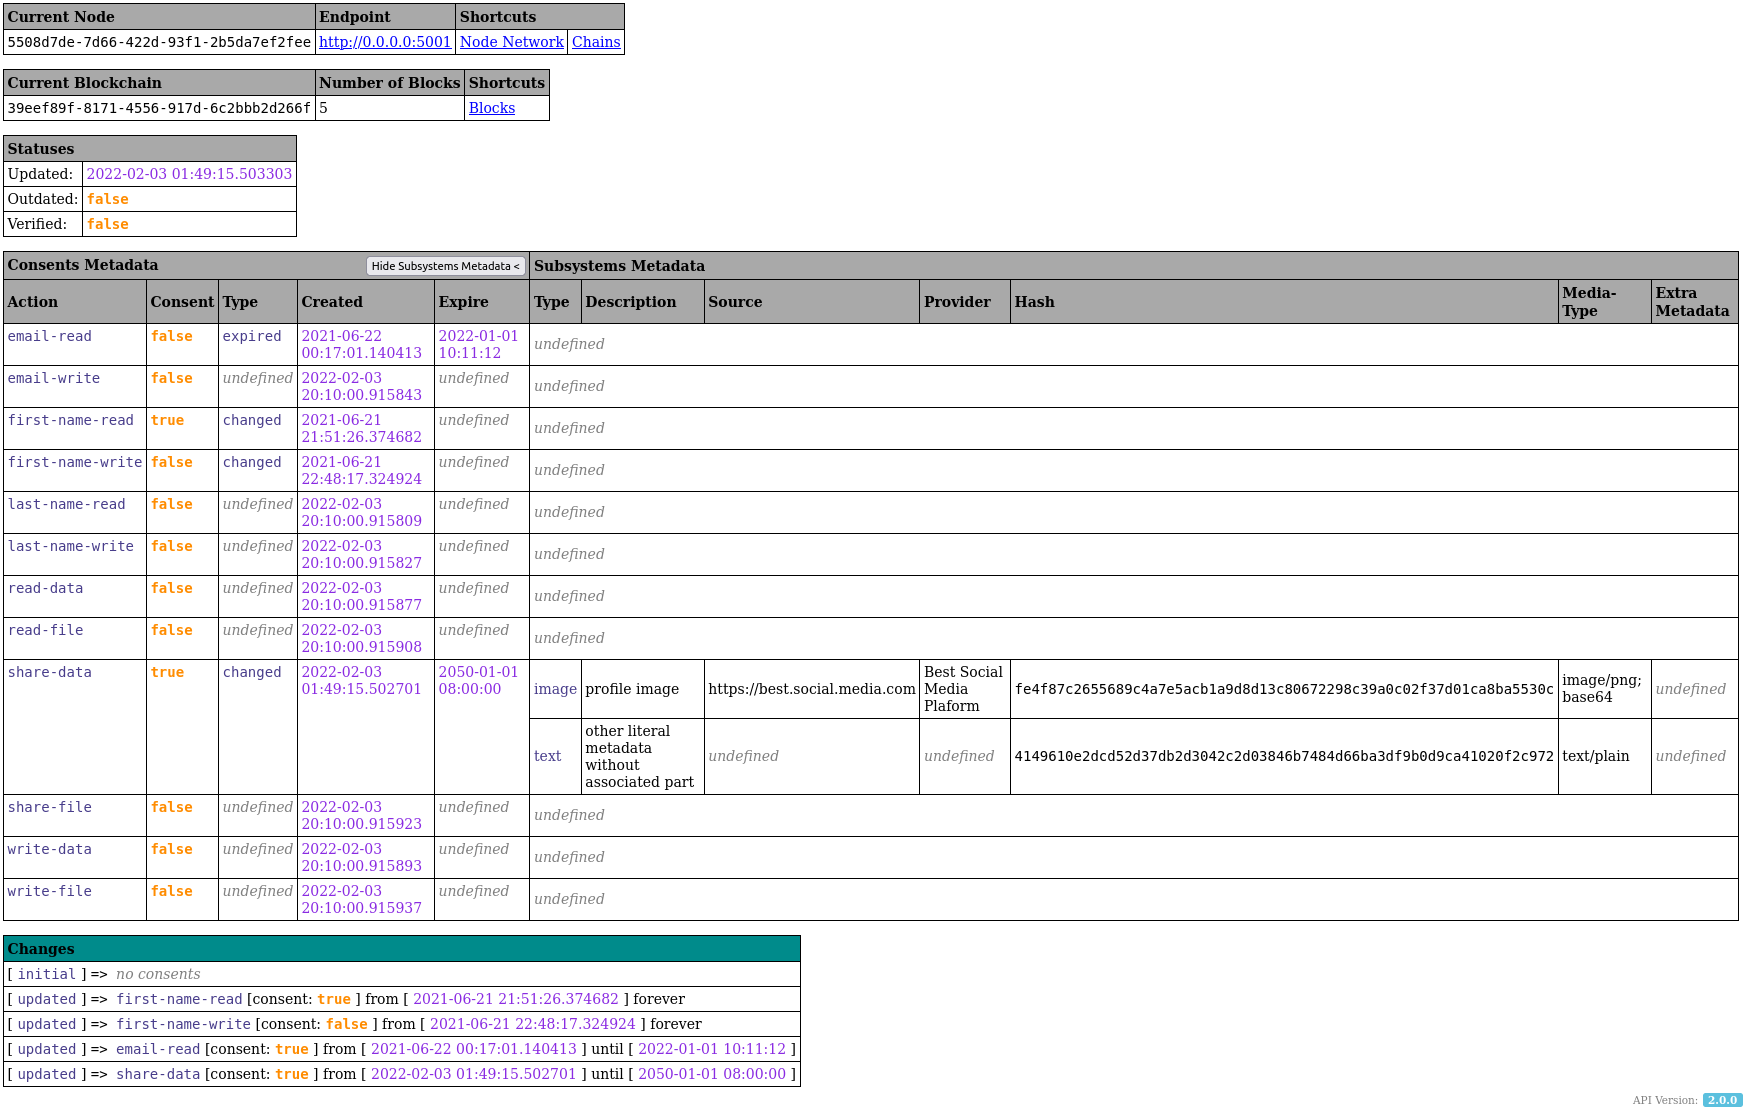 Current Node Endpoint Shortcuts
5508d7de-7d66-422d-93f1-2b5da7ef2fee http://0.0.0.0:5001 Node Network Chains
Current Blockchain Number of Blocks Shortcuts
39eef89f-8171-4556-917d-6c2bbb2d266f 5 Blocks
Statuses
Updated: 2022-02-03 01:49:15.503303
Outdated: false
Verified: false
Consents Metadata Hide Subsystems Metadata < Subsystems Metadata
Action Consent Type Created Expire Type Description Source Provider Hash Media-Type Extra Metadata
email-read false expired 2021-06-22 00:17:01.140413 2022-01-01 10:11:12 undefined
email-write false undefined 2022-02-03 20:10:00.915843 undefined undefined
first-name-read true changed 2021-06-21 21:51:26.374682 undefined undefined
first-name-write false changed 2021-06-21 22:48:17.324924 undefined undefined
last-name-read false undefined 2022-02-03 20:10:00.915809 undefined undefined
last-name-write false undefined 2022-02-03 20:10:00.915827 undefined undefined
read-data false undefined 2022-02-03 20:10:00.915877 undefined undefined
read-file false undefined 2022-02-03 20:10:00.915908 undefined undefined
share-data true changed 2022-02-03 01:49:15.502701 2050-01-01 08:00:00 image profile image https://best.social.media.com Best Social Media Plaform fe4f87c2655689c4a7e5acb1a9d8d13c80672298c39a0c02f37d01ca8ba5530c image/png; base64 undefined
text other literal metadata without associated part undefined undefined 4149610e2dcd52d37db2d3042c2d03846b7484d66ba3df9b0d9ca41020f2c972 text/plain undefined
share-file false undefined 2022-02-03 20:10:00.915923 undefined undefined
write-data false undefined 2022-02-03 20:10:00.915893 undefined undefined
write-file false undefined 2022-02-03 20:10:00.915937 undefined undefined
Changes
[ initial ] => no consents
[ updated ] => first-name-read [consent: true ] from [ 2021-06-21 21:51:26.374682 ] forever
[ updated ] => first-name-write [consent: false ] from [ 2021-06-21 22:48:17.324924 ] forever
[ updated ] => email-read [consent: true ] from [ 2021-06-22 00:17:01.140413 ] until [ 2022-01-01 10:11:12 ]
[ updated ] => share-data [consent: true ] from [ 2022-02-03 01:49:15.502701 ] until [ 2050-01-01 08:00:00 ]
API Version: 2.0.0